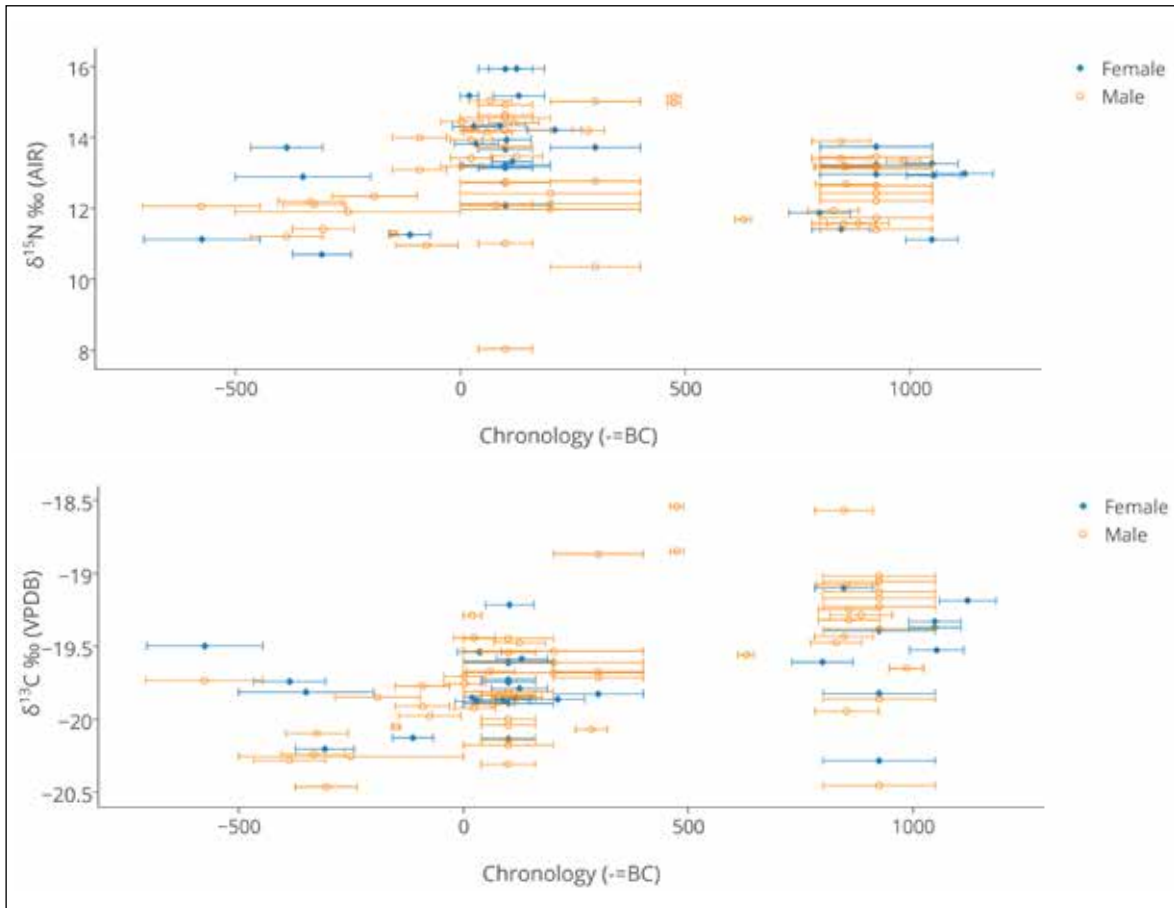 16
14
12
10
8
δ¹⁵N ‰ (AIR)
−500
0
500
1000
Chronology (-=BC)
Female
Male
−18.5
−19
−19.5
−20
−20.5
δ¹³C ‰ (VPDB)
−500
0
500
1000
Chronology (-=BC)
Female
Male